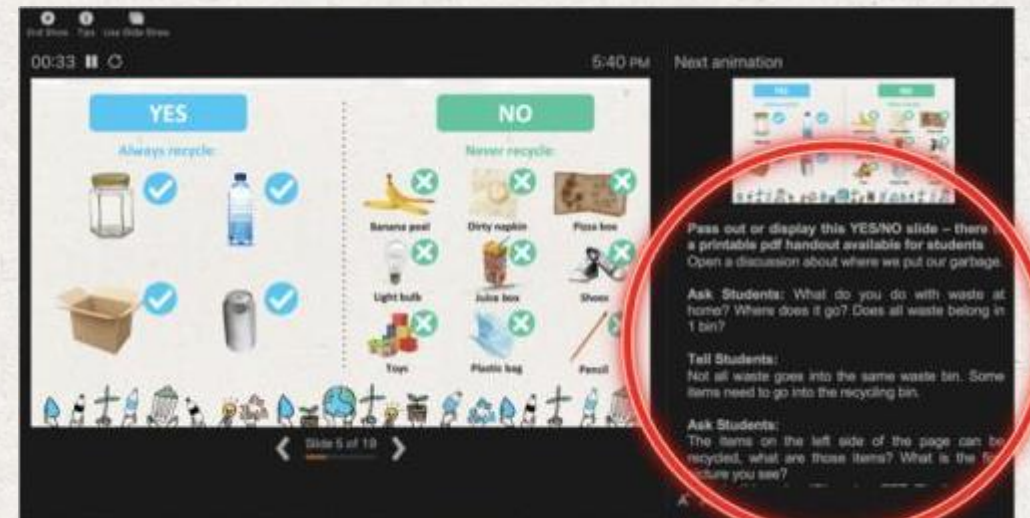 End Show Tips Use Slide Show
00:33
5:40 PM
Next animation
YES
NO
Always recycle:
Never recycle:
Banana peel
Dirty napkin
Pizza box
Light bulb
Juice box
Shoes
Toys
Plastic bag
Pencil
Slide 5 of 19
YES
NO
Pass out or display this YES/NO slide – there
a printable pdf handout available for students
Open a discussion about where we put our garbage.
Ask Students: What do you do with waste at
home? Where does it go? Does all waste belong in
1 bin?
Tell Students:
Not all waste goes into the same waste bin. Some
items need to go into the recycling bin.
Ask Students:
The items on the left side of the page can be
recycled, what are those items? What is the
picture you see?